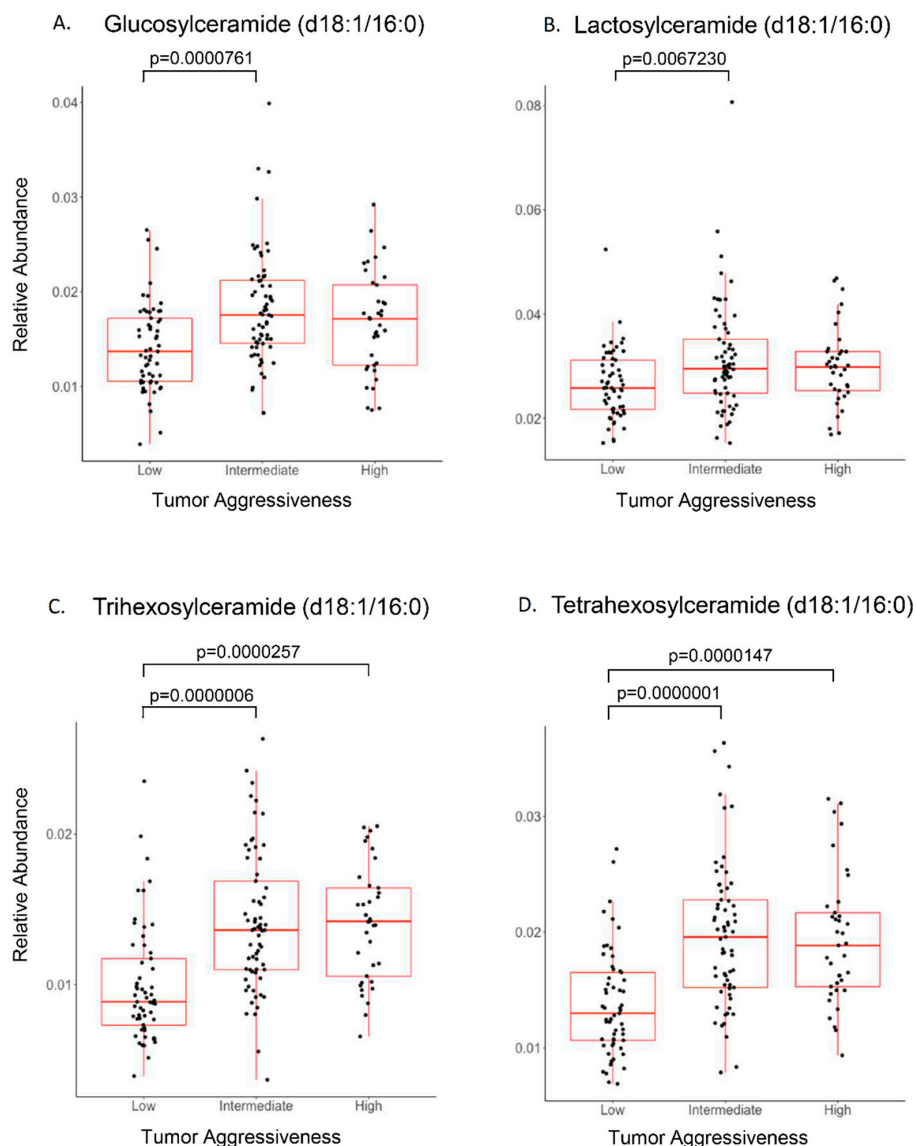 A. Glucosylceramide (d18:1/16:0)
p=0.0000761
0.04
0.03
0.02
0.01
Relative Abundance
Low Intermediate High
Tumor Aggressiveness
B. Lactosylceramide (d18:1/16:0)
p=0.0067230
0.08
0.06
0.04
0.02
Low Intermediate High
Tumor Aggressiveness
C. Trihexosylceramide (d18:1/16:0)
p=0.0000257
p=0.0000006
0.02
0.01
Relative Abundance
Low Intermediate High
Tumor Aggressiveness
D. Tetrahexosylceramide (d18:1/16:0)
p=0.0000147
p=0.0000001
0.03
0.02
0.01
Low Intermediate High
Tumor Aggressiveness